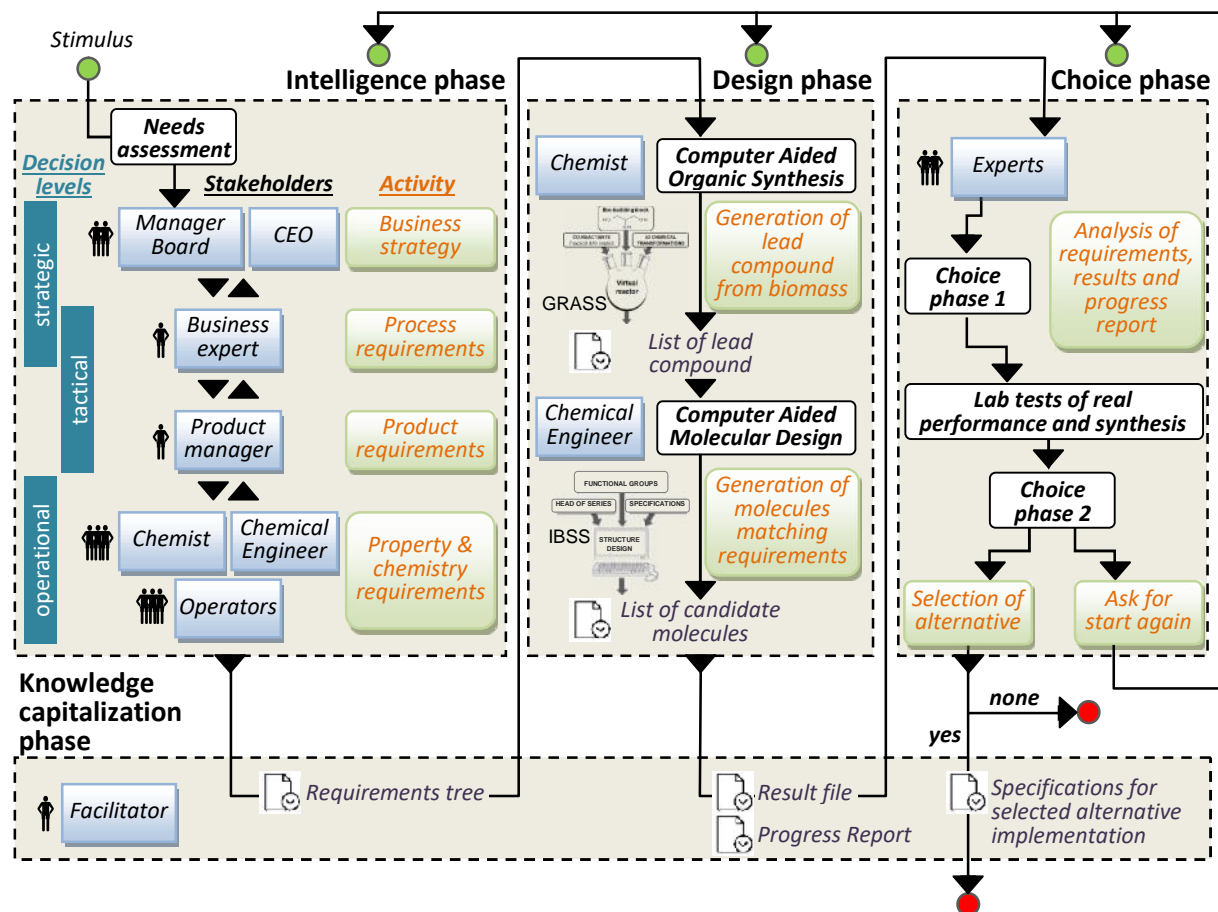 Stimulus
Intelligence phase
Design phase
Choice phase
Needs
assessment
Decision
levels
Stakeholders
Activity
strategic
tactical
operational
Manager
Board
CEO
Business
strategy
Business
expert
Process
requirements
Product
manager
Product
requirements
Chemist
Chemical
Engineer
Operators
Property &
chemistry
requirements
Chemist
Computer Aided
Organic Synthesis
Generation of
lead
compound
from biomass
Virtual
reactor
GRASS
List of lead
compound
Chemical
Engineer
Computer Aided
Molecular Design
FUNCTIONAL GROUPS
HEAD OF SERIES
SPECIFICATIONS
STRUCTURE
DESIGN
IBSS
Generation of
molecules
matching
requirements
List of candidate
molecules
Experts
Analysis of
requirements,
results and
progress
report
Choice
phase 1
Lab tests of real
performance and synthesis
Choice
phase 2
Selection of
alternative
Ask for
start again
none
yes
Knowledge
capitalization
phase
Facilitator
Requirements tree
Result file
Progress Report
Specifications for
selected alternative
implementation